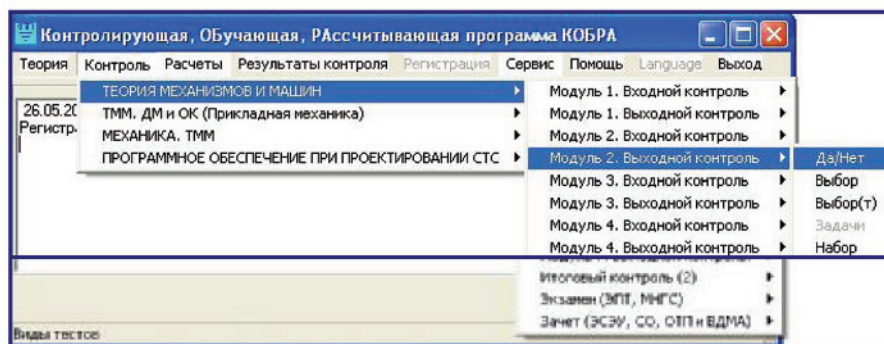 Контролирующая, ОБучающая, РАссчитывающая программа КОБРА
Теория Контроль Расчеты Результаты контроля Регистрация Сервис Помощь Language Выход
ТЕОРИЯ МЕХАНИЗМОВ И МАШИН
ТММ. ДМ и ОК (Прикладная механика)
МЕХАНИКА. ТММ
ПРОГРАММНОЕ ОБЕСПЕЧЕНИЕ ПРИ ПРОЕКТИРОВАНИИ СТС
26.05.20
Регистр
Модуль 1. Входной контроль
Модуль 1. Выходной контроль
Модуль 2. Входной контроль
Модуль 2. Выходной контроль
Модуль 3. Входной контроль
Модуль 3. Выходной контроль
Модуль 4. Входной контроль
Модуль 4. Выходной контроль
Итоговый контроль (2)
Экзамен (ЭПТ, МНГС)
Зачет (ЭСЭУ, СО, ОТП и ВДМА)
Да/Нет
Выбор
Выбор(т)
Задачи
Набор
Виды тестов